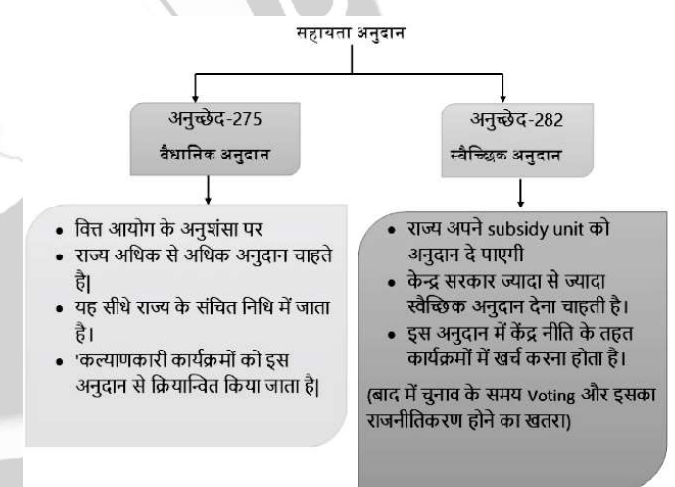 सहायता अनुदान
अनुच्छेद-275
वैधानिक अनुदान
अनुच्छेद-282
स्वैच्छिक अनुदान
• वित्त आयोग के अनुशंसा पर
• राज्य अधिक से अधिक अनुदान चाहते
है|
• यह सीधे राज्य के संचित निधि में जाता
है।
• 'कल्याणकारी कार्यक्रमों को इस
अनुदान से क्रियान्वित किया जाता है|
• राज्य अपने subsidy unit को
अनुदान दे पाएगी
• केन्द्र सरकार ज्यादा से ज्यादा
स्वैच्छिक अनुदान देना चाहती है।
• इस अनुदान में केंद्र नीति के तहत
कार्यक्रमों में खर्च करना होता है।
(बाद में चुनाव के समय Voting और इसका
राजनीतिकरण होने का खतरा)